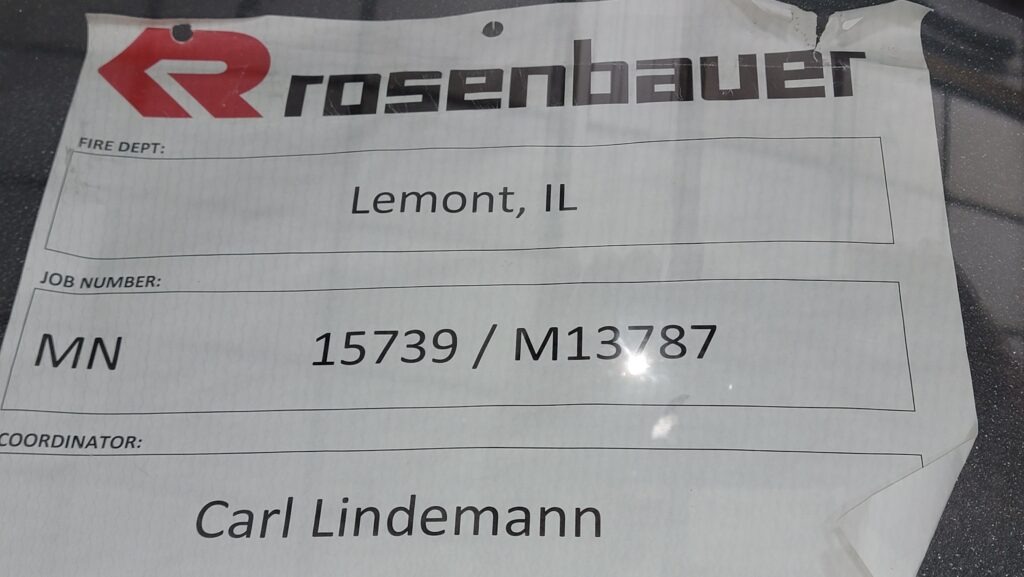 rosenbauer
FIRE DEPT:
Lemont, IL
JOB NUMBER:
MN 15739 / M13787
COORDINATOR:
Carl Lindemann